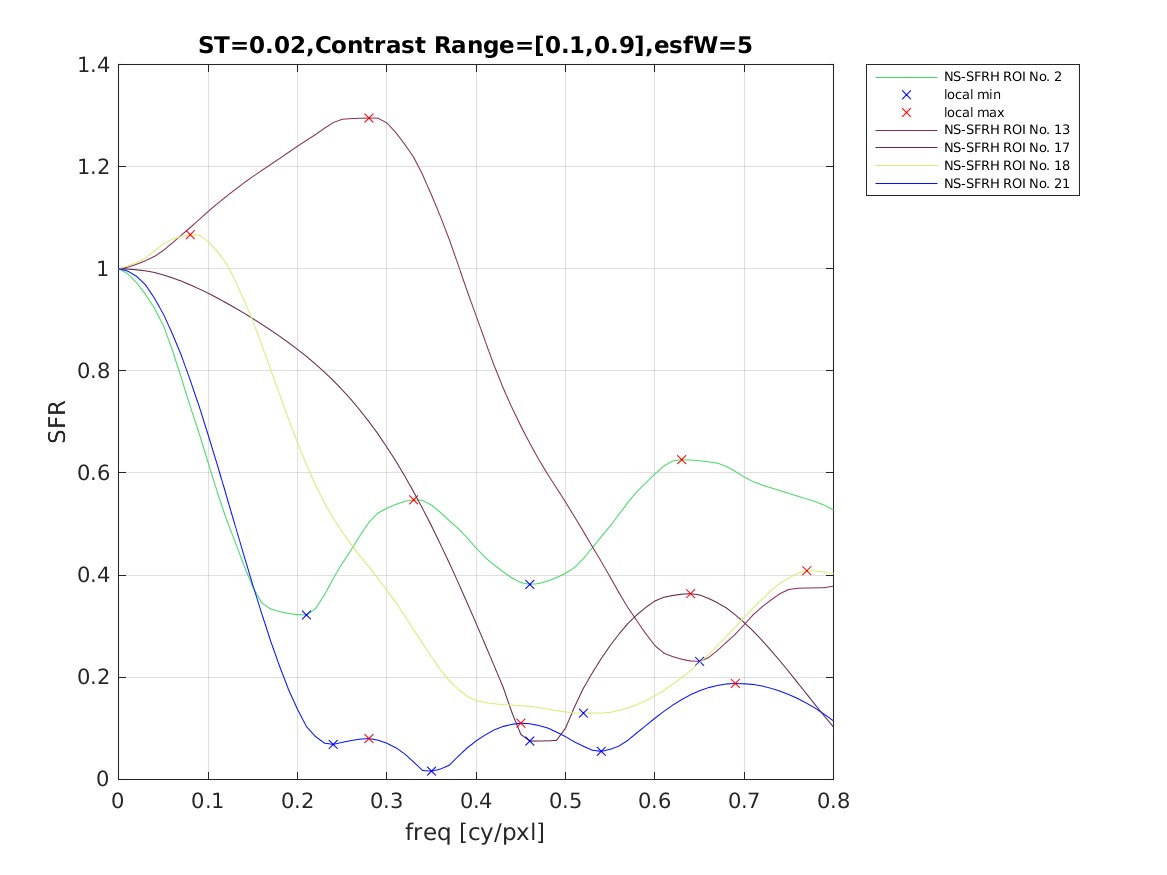 ST=0.02,Contrast Range=[0.1,0.9],esfW=5
NS-SFRH ROI No. 2
local min
local max
NS-SFRH ROI No. 13
NS-SFRH ROI No. 17
NS-SFRH ROI No. 18
NS-SFRH ROI No. 21
1.4
1.2
1
0.8
0.6
0.4
0.2
0
SFR
0 0.1 0.2 0.3 0.4 0.5 0.6 0.7 0.8
freq [cy/pxl]